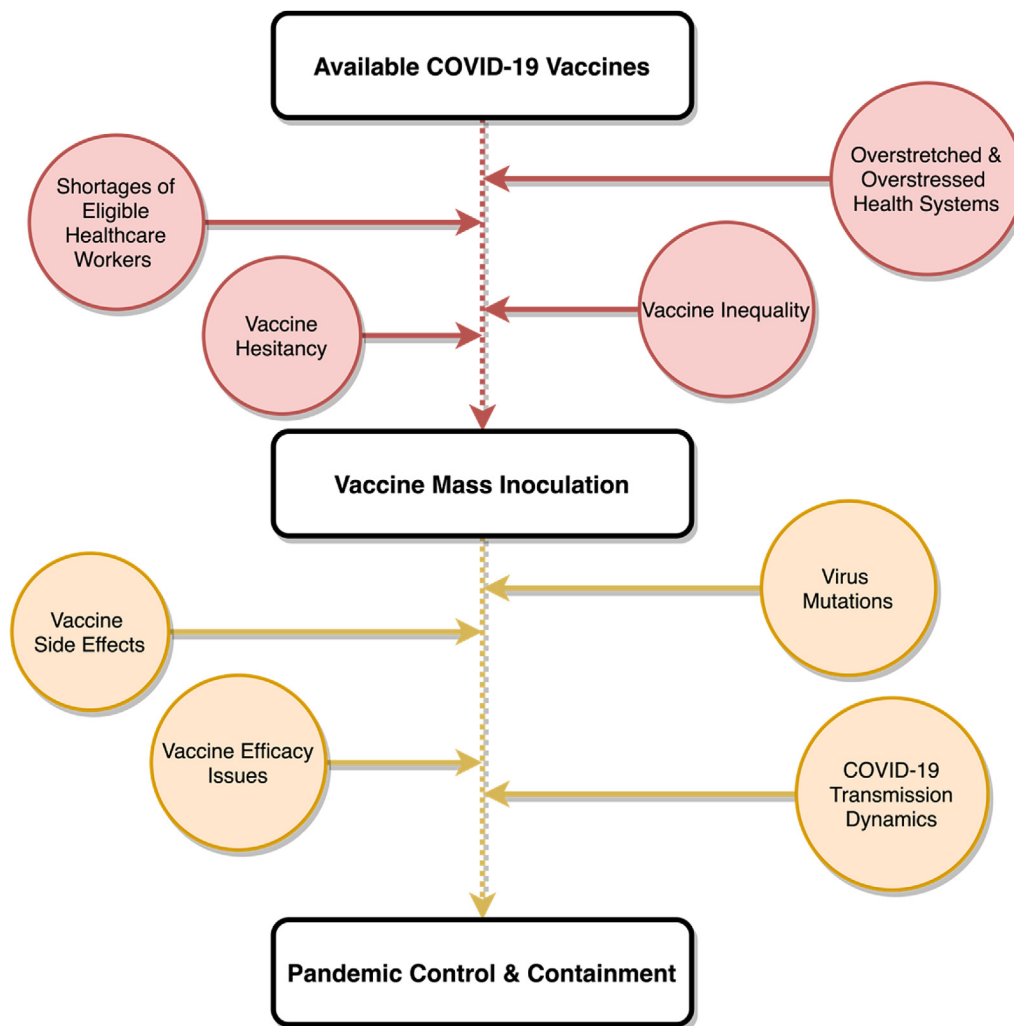 Available COVID-19 Vaccines
Overstretched &
Overstressed
Health Systems
Shortages of
Eligible
Healthcare
Workers
Vaccine Inequality
Vaccine
Hesitancy
Vaccine Mass Inoculation
Virus
Mutations
Vaccine
Side Effects
Vaccine Efficacy
Issues
COVID-19
Transmission
Dynamics
Pandemic Control & Containment